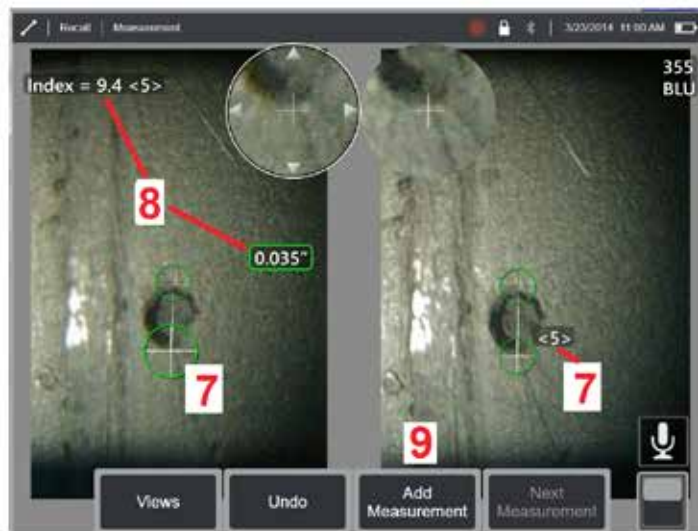 Recall Measurement 3/23/2014 11:00 AM
Index = 9.4 <5>
355
BLU
8
0.035"
<5>
7
7
9
Views
Undo
Add
Measurement
Next
Measurement